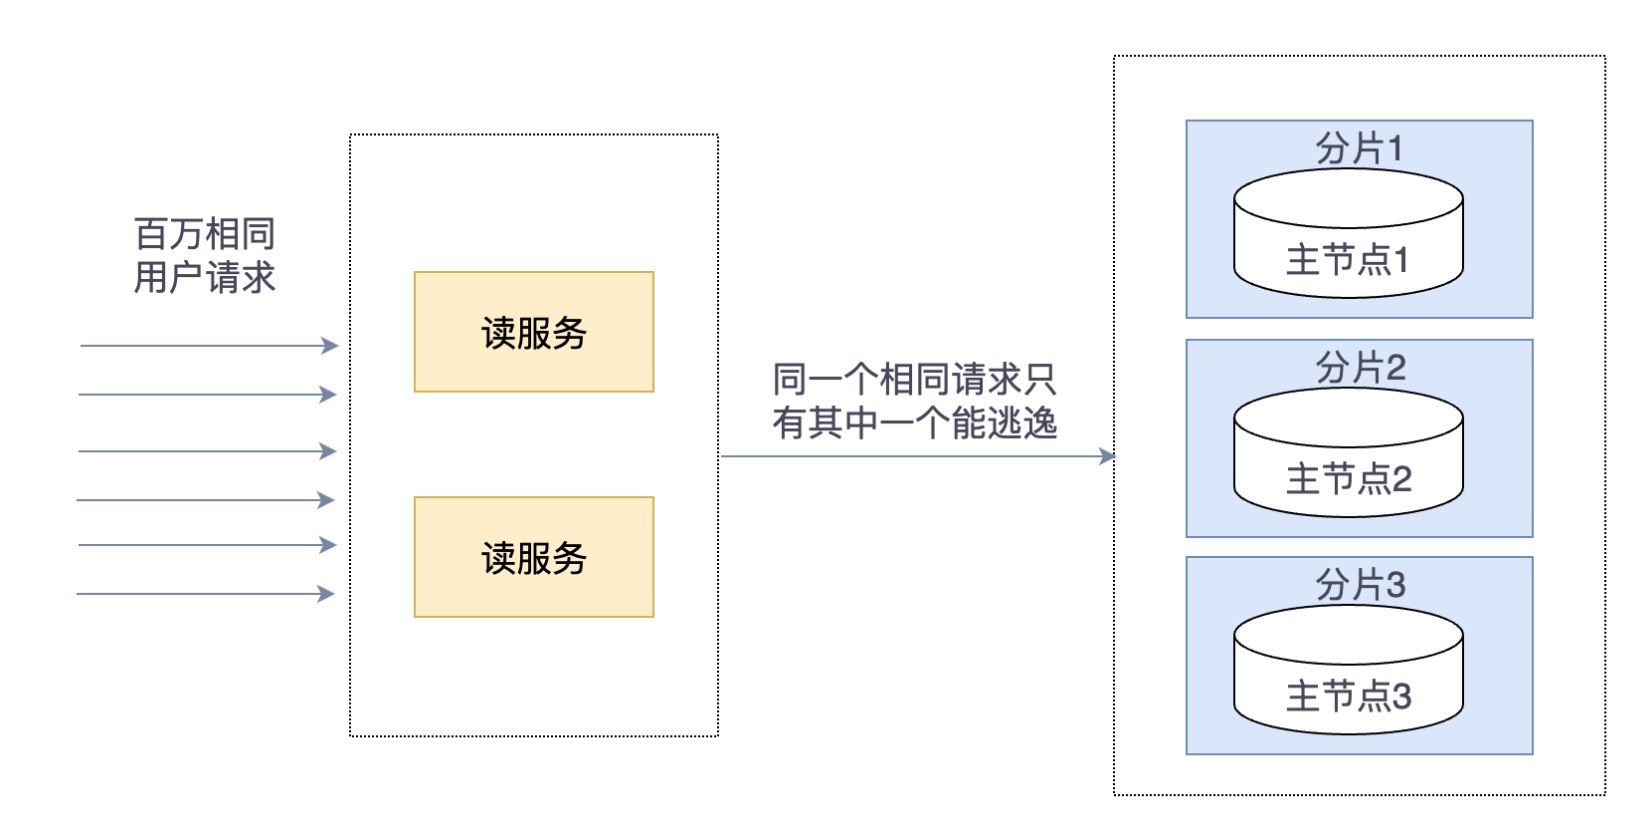 百万相同
用户请求
读服务
读服务
同一个相同请求只
有其中一个能逃逸
分片1
主节点1
分片2
主节点2
分片3
主节点3